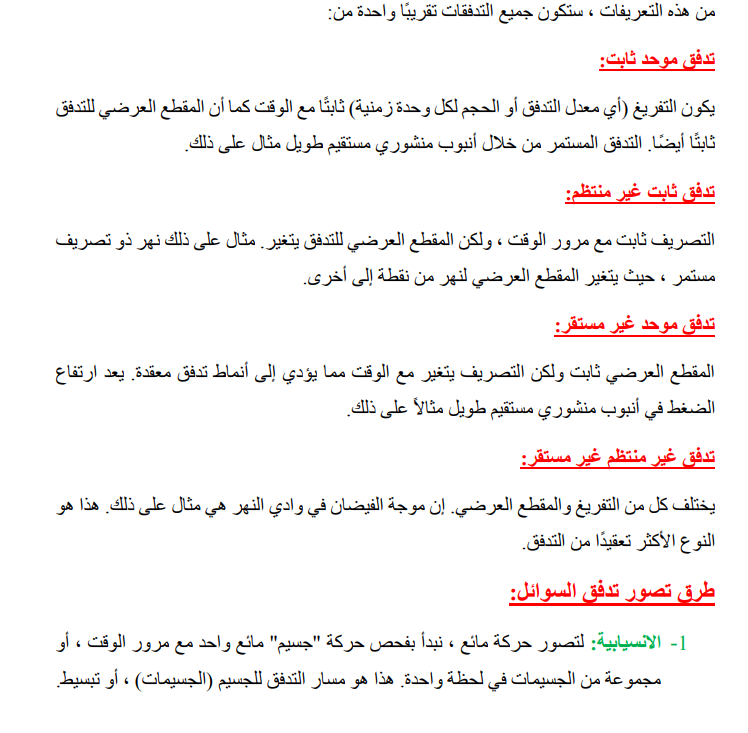 من هذه التعريفات ، ستكون جميع التدفقات تقريبًا واحدة من:
تدفق موحد ثابت:
يكون التفريغ (أي معدل التدفق أو الحجم لكل وحدة زمنية) ثابتًا مع الوقت كما أن المقطع العرضي للتدفق
ثابتًا أيضًا. التدفق المستمر من خلال أنبوب منشوري مستقيم طويل مثال على ذلك.
تدفق ثابت غير منتظم:
التصريف ثابت مع مرور الوقت ، ولكن المقطع العرضي للتدفق يتغير. مثال على ذلك نهر ذو تصريف
مستمر ، حيث يتغير المقطع العرضي لنهر من نقطة إلى أخرى.
تدفق موحد غير مستقر:
المقطع العرضي ثابت ولكن التصريف يتغير مع الوقت مما يؤدي إلى أنماط تدفق معقدة. يعد ارتفاع
الضغط في أنبوب منشوري مستقيم طويل مثالاً على ذلك.
تدفق غير منتظم غير مستقر:
يختلف كل من التفريغ والمقطع العرضي. إن موجة الفيضان في وادي النهر هي مثال على ذلك. هذا هو
النوع الأكثر تعقيدًا من التدفق.
طرق تصور تدفق السوائل:
1- الانسيابية: لتصور حركة مائع ، نبدأ بفحص حركة "جسيم" مائع واحد مع مرور الوقت ، أو
مجموعة من الجسيمات في لحظة واحدة. هذا هو مسار التدفق للجسيم (الجسيمات) ، أو تبسيط.